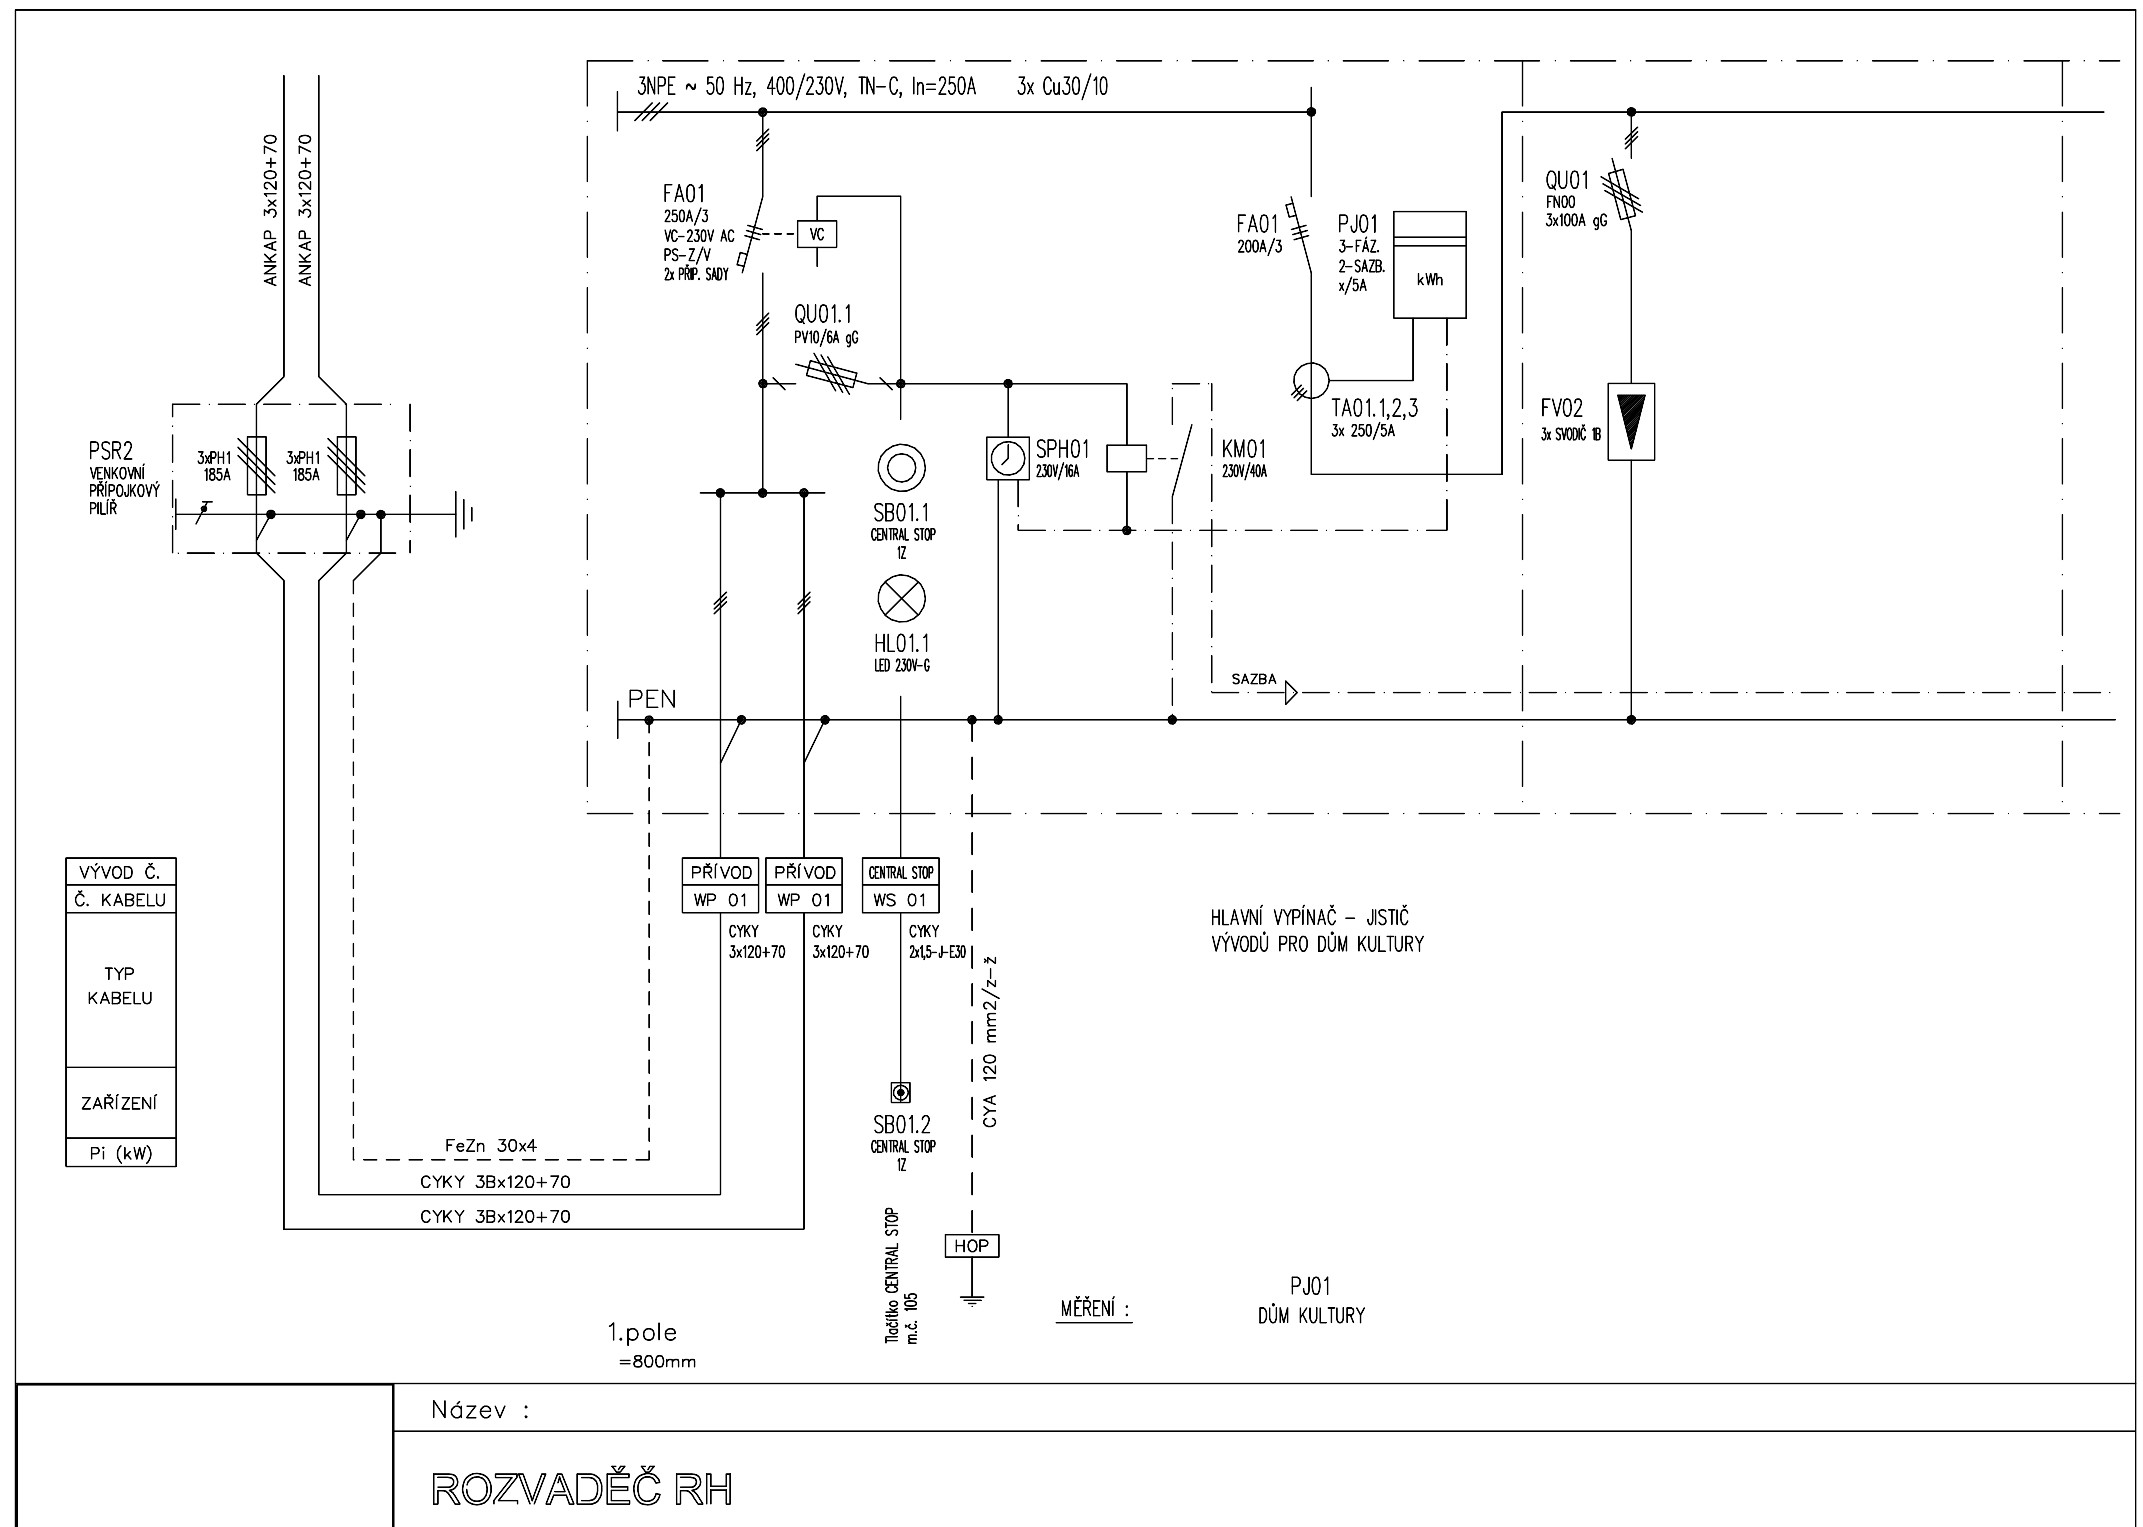 3NPE ~ 50 Hz, 400/230V, TN-C, In=250A 3x Cu30/10
ANKAP 3x120+70
ANKAP 3x120+70
FA01
250A/3
VC-230V AC
PS-Z/V
2x PŘIP. SADY
VC
QU01.1
PV10/6A gG
FA01
200A/3
PJ01
3-FÁZ.
2-SAZB.
x/5A
kWh
QU01
FN00
3x100A gG
TA01.1,2,3
3x 250/5A
FV02
3x SVODIČ 1B
PSR2
VENKOVNÍ
PŘÍPOJKOVÝ
PILÍŘ
3xPH1
185A
3xPH1
185A
SPH01
230V/16A
KM01
230V/40A
SB01.1
CENTRAL STOP
1Z
HL01.1
LED 230V-G
SAZBA
PEN
VÝVOD Č.
Č. KABELU
TYP
KABELU
ZAŘÍZENÍ
Pi (kW)
PŘÍVOD
WP 01
PŘÍVOD
WP 01
CENTRAL STOP
WS 01
CYKY
3x120+70
CYKY
3x120+70
CYKY
2x1,5-J-E30
HLAVNÍ VYPÍNAČ - JISTIČ
VÝVODŮ PRO DŮM KULTURY
CYA 120 mm2/z-ž
SB01.2
CENTRAL STOP
1Z
FeZn 30x4
CYKY 3Bx120+70
CYKY 3Bx120+70
Tlačítko CENTRAL STOP
m.č. 105
HOP
MĚŘENÍ :
PJ01
DŮM KULTURY
1.pole
=800mm
Název :
ROZVADĚČ RH